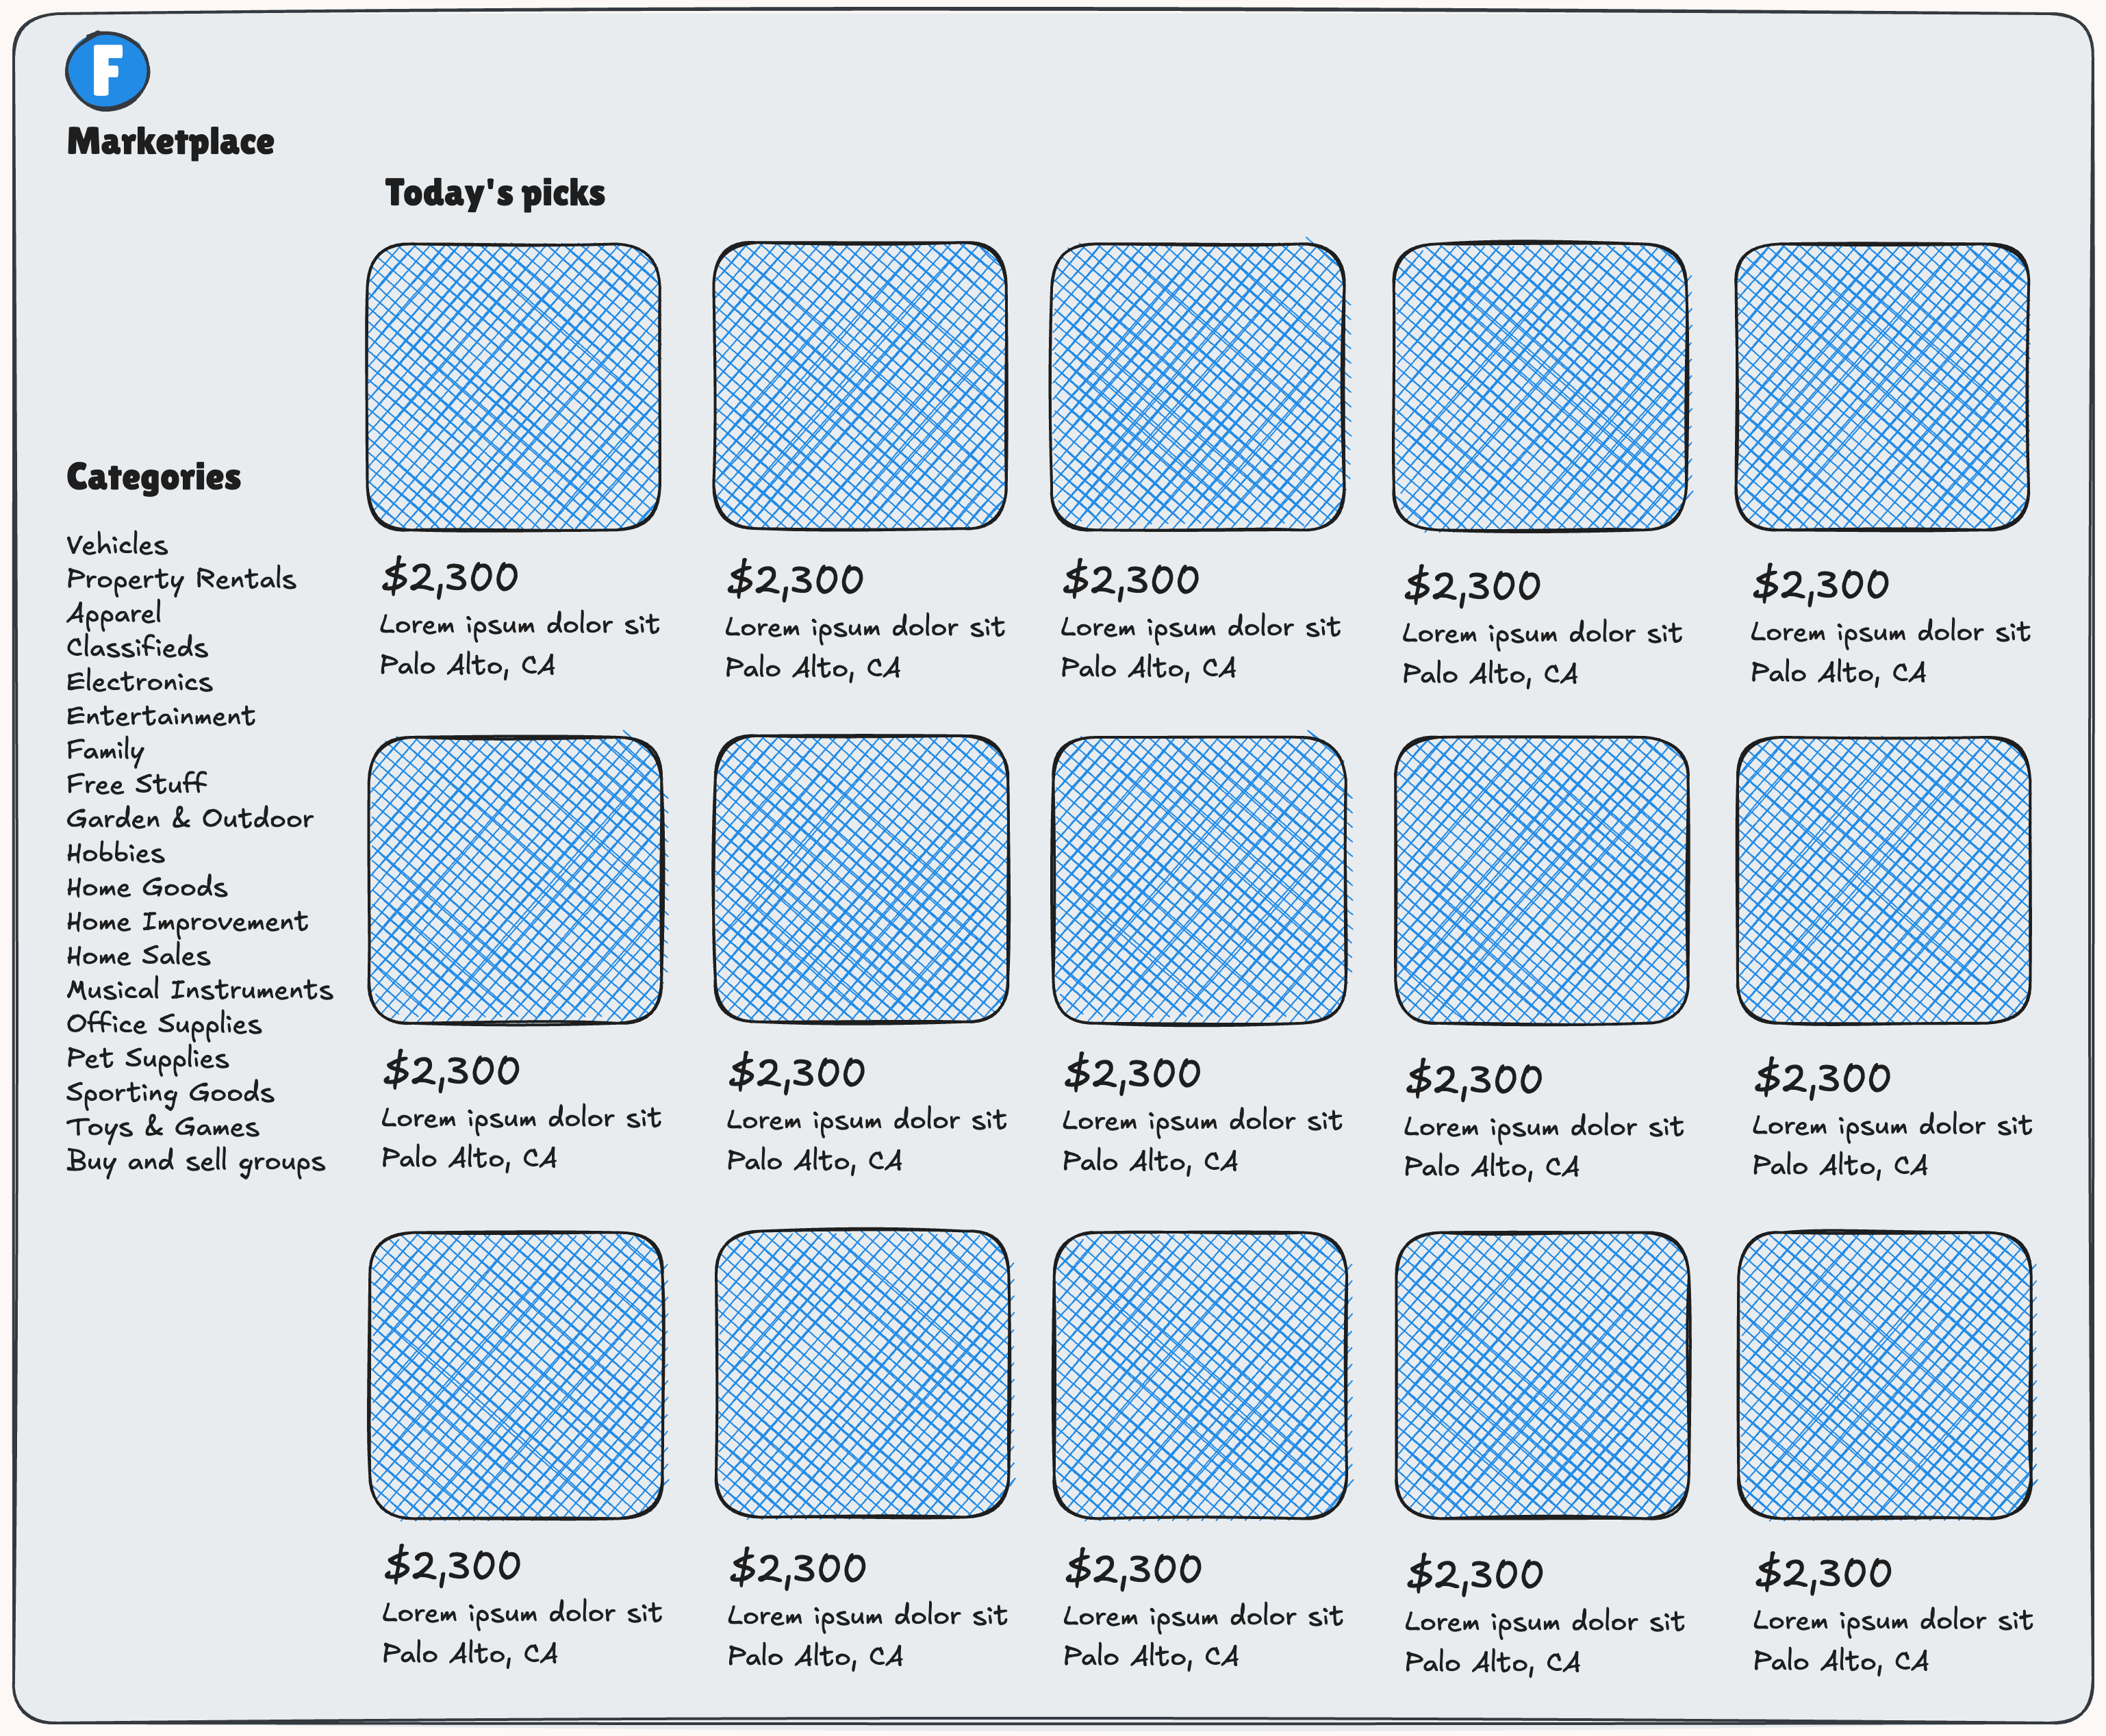 F
Marketplace
Today's picks
Categories
Vehicles
Property Rentals
Apparel
Classifieds
Electronics
Entertainment
Family
Free Stuff
Garden & Outdoor
Hobbies
Home Goods
Home Improvement
Home Sales
Musical Instruments
Office Supplies
Pet Supplies
Sporting Goods
Toys & Games
Buy and sell groups
$2,300
Lorem ipsum dolor sit
Palo Alto, CA
$2,300
Lorem ipsum dolor sit
Palo Alto, CA
$2,300
Lorem ipsum dolor sit
Palo Alto, CA
$2,300
Lorem ipsum dolor sit
Palo Alto, CA
$2,300
Lorem ipsum dolor sit
Palo Alto, CA
$2,300
Lorem ipsum dolor sit
Palo Alto, CA
$2,300
Lorem ipsum dolor sit
Palo Alto, CA
$2,300
Lorem ipsum dolor sit
Palo Alto, CA
$2,300
Lorem ipsum dolor sit
Palo Alto, CA
$2,300
Lorem ipsum dolor sit
Palo Alto, CA
$2,300
Lorem ipsum dolor sit
Palo Alto, CA
$2,300
Lorem ipsum dolor sit
Palo Alto, CA
$2,300
Lorem ipsum dolor sit
Palo Alto, CA
$2,300
Lorem ipsum dolor sit
Palo Alto, CA
$2,300
Lorem ipsum dolor sit
Palo Alto, CA